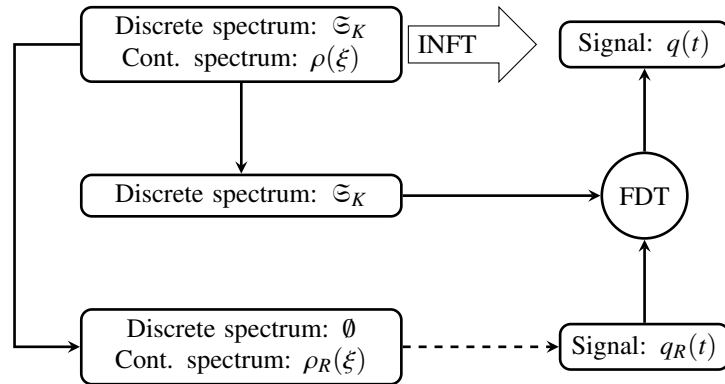 Discrete spectrum: 𝔖_K
Cont. spectrum: ρ(ξ)
INFT
Signal: q(t)
Discrete spectrum: 𝔖_K
FDT
Discrete spectrum: ∅
Cont. spectrum: ρ_R(ξ)
Signal: q_R(t)